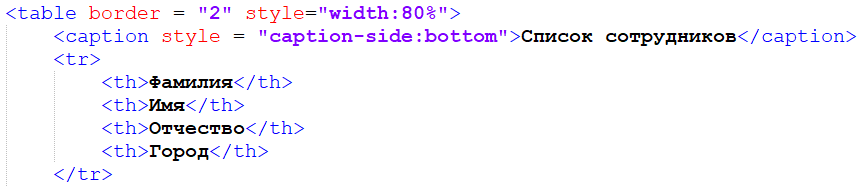 <table border = "2" style="width:80%">
<caption style = "caption-side:bottom">Список сотрудников</caption>
<tr>
<th>Фамилия</th>
<th>Имя</th>
<th>Отчество</th>
<th>Город</th>
</tr>